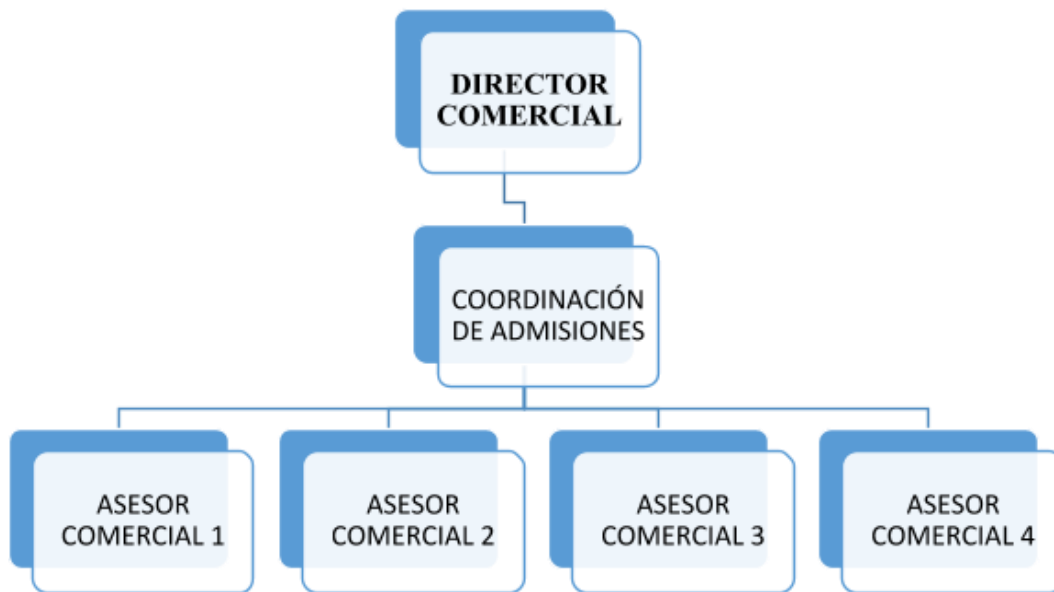 DIRECTOR
COMERCIAL
COORDINACIÓN
DE ADMISIONES
ASESOR
COMERCIAL 1
ASESOR
COMERCIAL 2
ASESOR
COMERCIAL 3
ASESOR
COMERCIAL 4